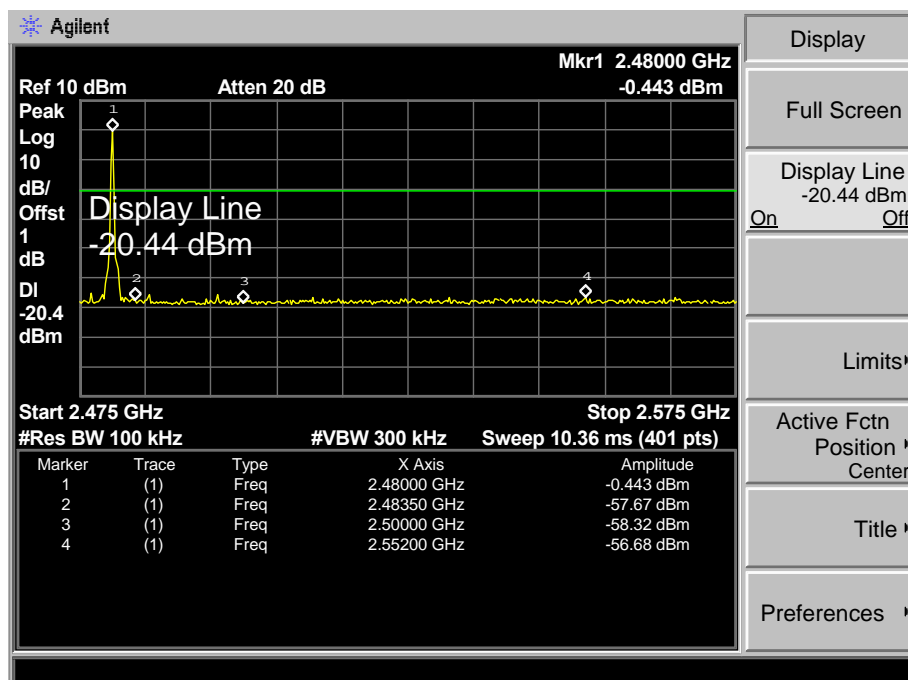 Agilent
Mkr1 2.48000 GHz
Ref 10 dBm Atten 20 dB -0.443 dBm
Peak
Log
10
dB/
Offst
1
dB
DI
-20.4
dBm
1
Display Line
-20.44 dBm
2
3
4
Start 2.475 GHz Stop 2.575 GHz
#Res BW 100 kHz #VBW 300 kHz Sweep 10.36 ms (401 pts)
Marker Trace Type X Axis Amplitude
1 (1) Freq 2.48000 GHz -0.443 dBm
2 (1) Freq 2.48350 GHz -57.67 dBm
3 (1) Freq 2.50000 GHz -58.32 dBm
4 (1) Freq 2.55200 GHz -56.68 dBm
Display
Full Screen
Display Line
-20.44 dBm
On Off
Limits
Active Fctn
Position
Center
Title
Preferences